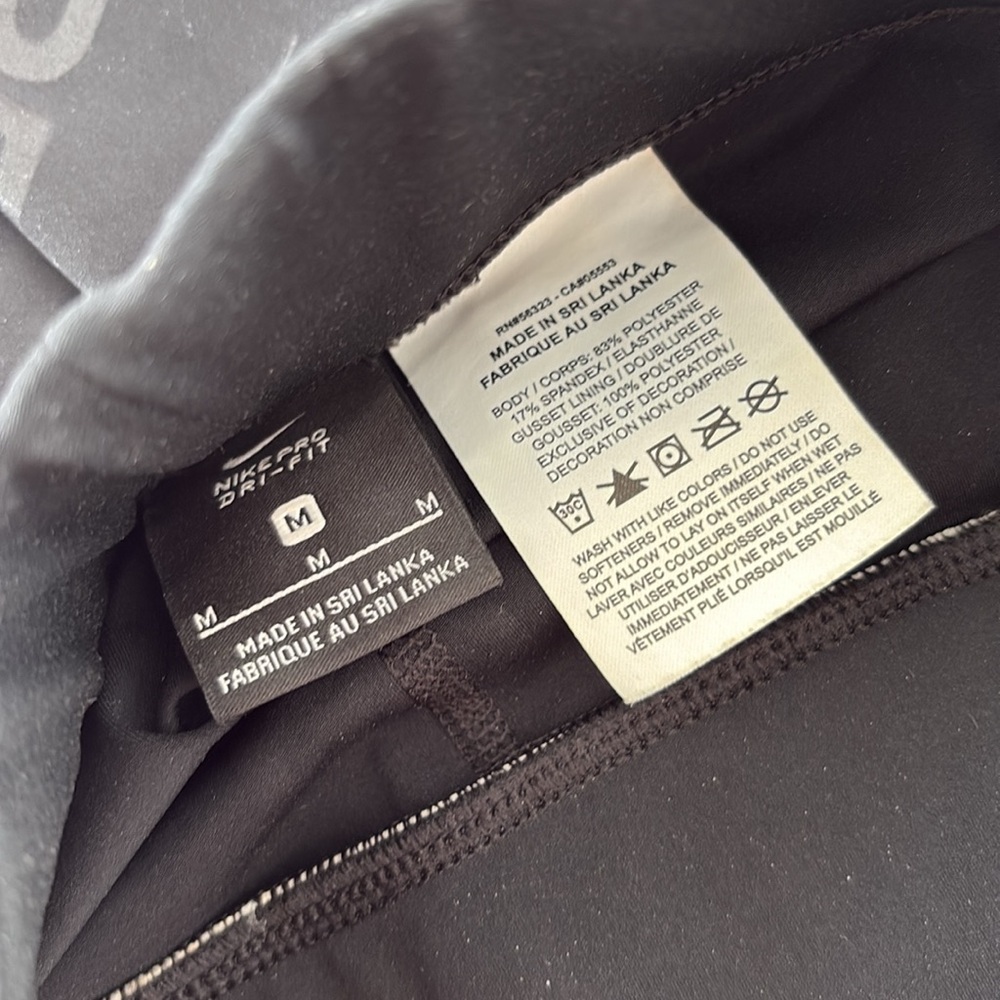 NIKE PRO
DRI-FIT
M
M
M
M
MADE IN SRI LANKA
FABRIQUE AU SRI LANKA
RN#56323 - CA#05553
MADE IN SRI LANKA
FABRIQUE AU SRI LANKA
BODY / CORPS: 83% POLYESTER
17% SPANDEX / ELASTHANNE
GUSSET LINING / DOUBLURE DE
GOUSSET: 100% POLYESTER
EXCLUSIVE OF DECORATION /
DECORATION NON COMPRISE
30C
WASH WITH LIKE COLORS / DO NOT USE
SOFTENERS / REMOVE IMMEDIATELY / DO
NOT ALLOW TO LAY ON ITSELF WHEN WET
LAVER AVEC COULEURS SIMILAIRES / NE PAS
UTILISER D'ADOUCISSEUR / ENLEVER
IMMEDIATEMENT / NE PAS LAISSER LE
VÊTEMENT PLIÉ LORSQU'IL EST MOUILLÉ